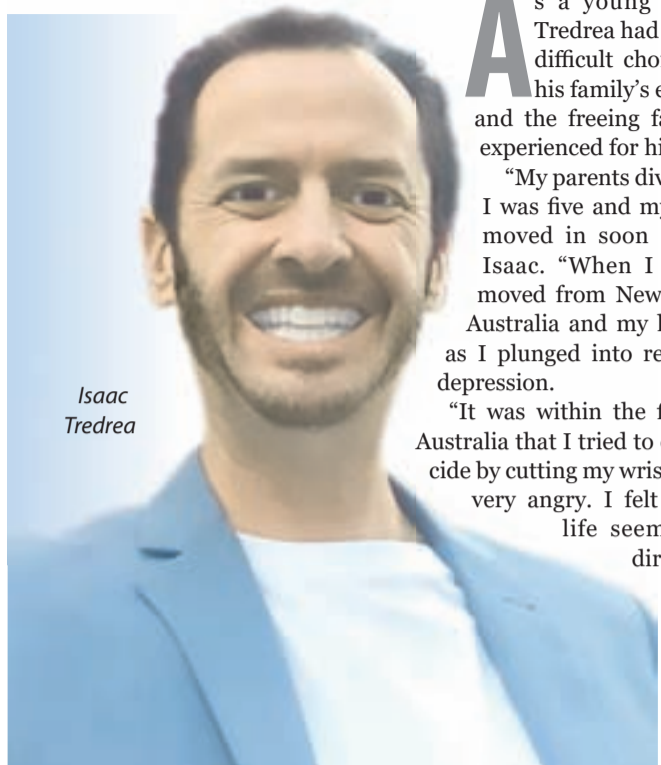 Isaac
Tredrea
As a young
Tredrea had
difficult
his family’s
and the freeing
experienced for
“My parents
I was five and
moved in soon
Isaac. “When I
moved from New
Australia and my
as I plunged into
depression.
“It was within the
Australia that I tried to
cide by cutting my
very angry. I felt
life